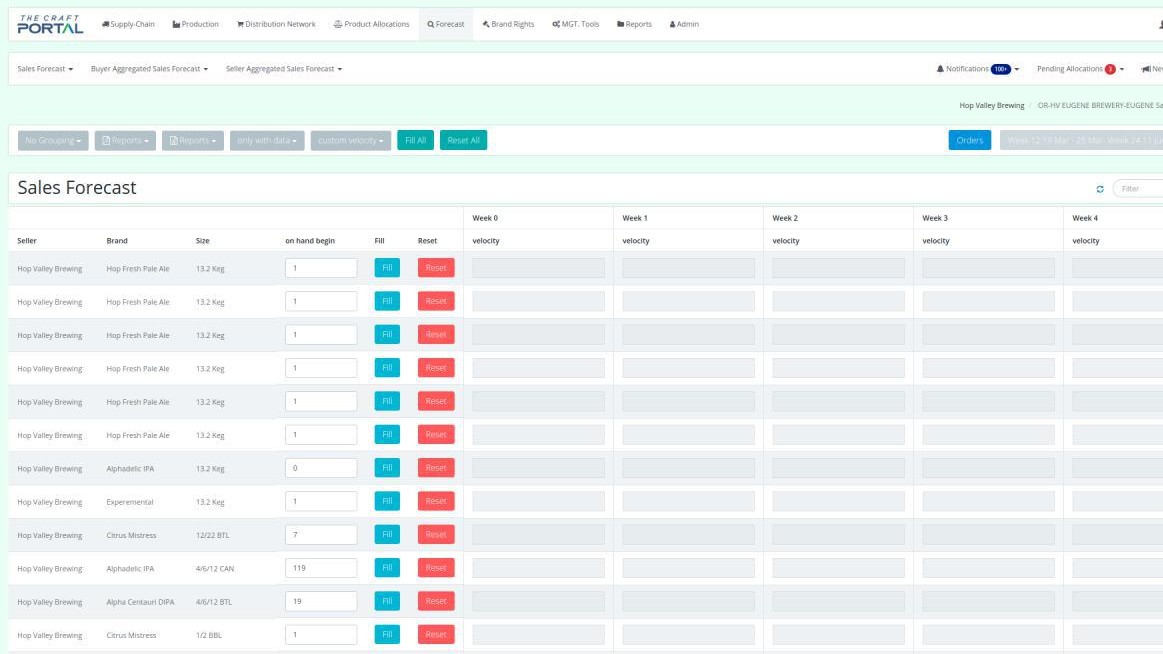 THE CRAFT
PORTAL
Supply-Chain Production Distribution Network Product Allocations Forecast Brand Rights MGT. Tools Reports Admin
Sales Forecast Buyer Aggregated Sales Forecast Seller Aggregated Sales Forecast Notifications 100+ Pending Allocations 3 Ne
Hop Valley Brewing / OR-HV EUGENE BREWERY-EUGENE Sa
No Grouping Reports Reports only with data custom velocity Fill All Reset All Orders Week 12 19 Mar - 25 Mar- Week 24 11 Ju
Sales Forecast Filter
Week 0 Week 1 Week 2 Week 3 Week 4
Seller Brand Size on hand begin Fill Reset velocity velocity velocity velocity velocity
Hop Valley Brewing Hop Fresh Pale Ale 13.2 Keg 1 Fill Reset
Hop Valley Brewing Hop Fresh Pale Ale 13.2 Keg 1 Fill Reset
Hop Valley Brewing Hop Fresh Pale Ale 13.2 Keg 1 Fill Reset
Hop Valley Brewing Hop Fresh Pale Ale 13.2 Keg 1 Fill Reset
Hop Valley Brewing Hop Fresh Pale Ale 13.2 Keg 1 Fill Reset
Hop Valley Brewing Hop Fresh Pale Ale 13.2 Keg 1 Fill Reset
Hop Valley Brewing Alphadelic IPA 13.2 Keg 0 Fill Reset
Hop Valley Brewing Experemental 13.2 Keg 1 Fill Reset
Hop Valley Brewing Citrus Mistress 12/22 BTL 7 Fill Reset
Hop Valley Brewing Alphadelic IPA 4/6/12 CAN 119 Fill Reset
Hop Valley Brewing Alpha Centauri DIPA 4/6/12 BTL 19 Fill Reset
Hop Valley Brewing Citrus Mistress 1/2 BBL 1 Fill Reset